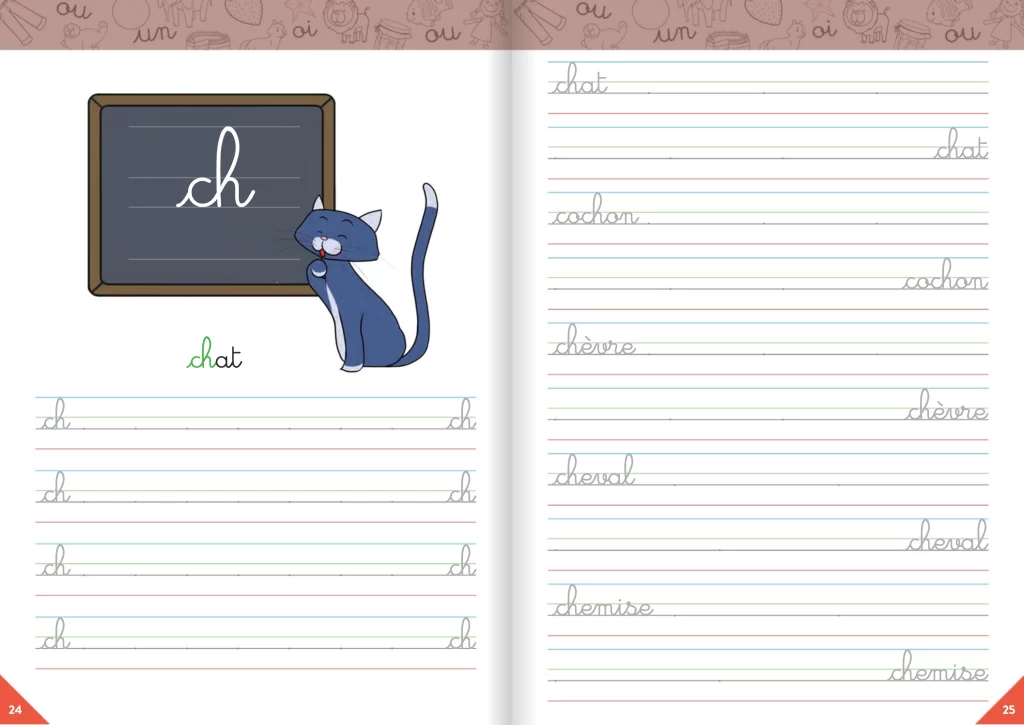 ou un oi ou
ou un oi ou
ch
chat
ch ch
ch ch
ch ch
ch ch
24
chat
chat
cochon
cochon
chèvre
chèvre
cheval
cheval
chemise
chemise
25